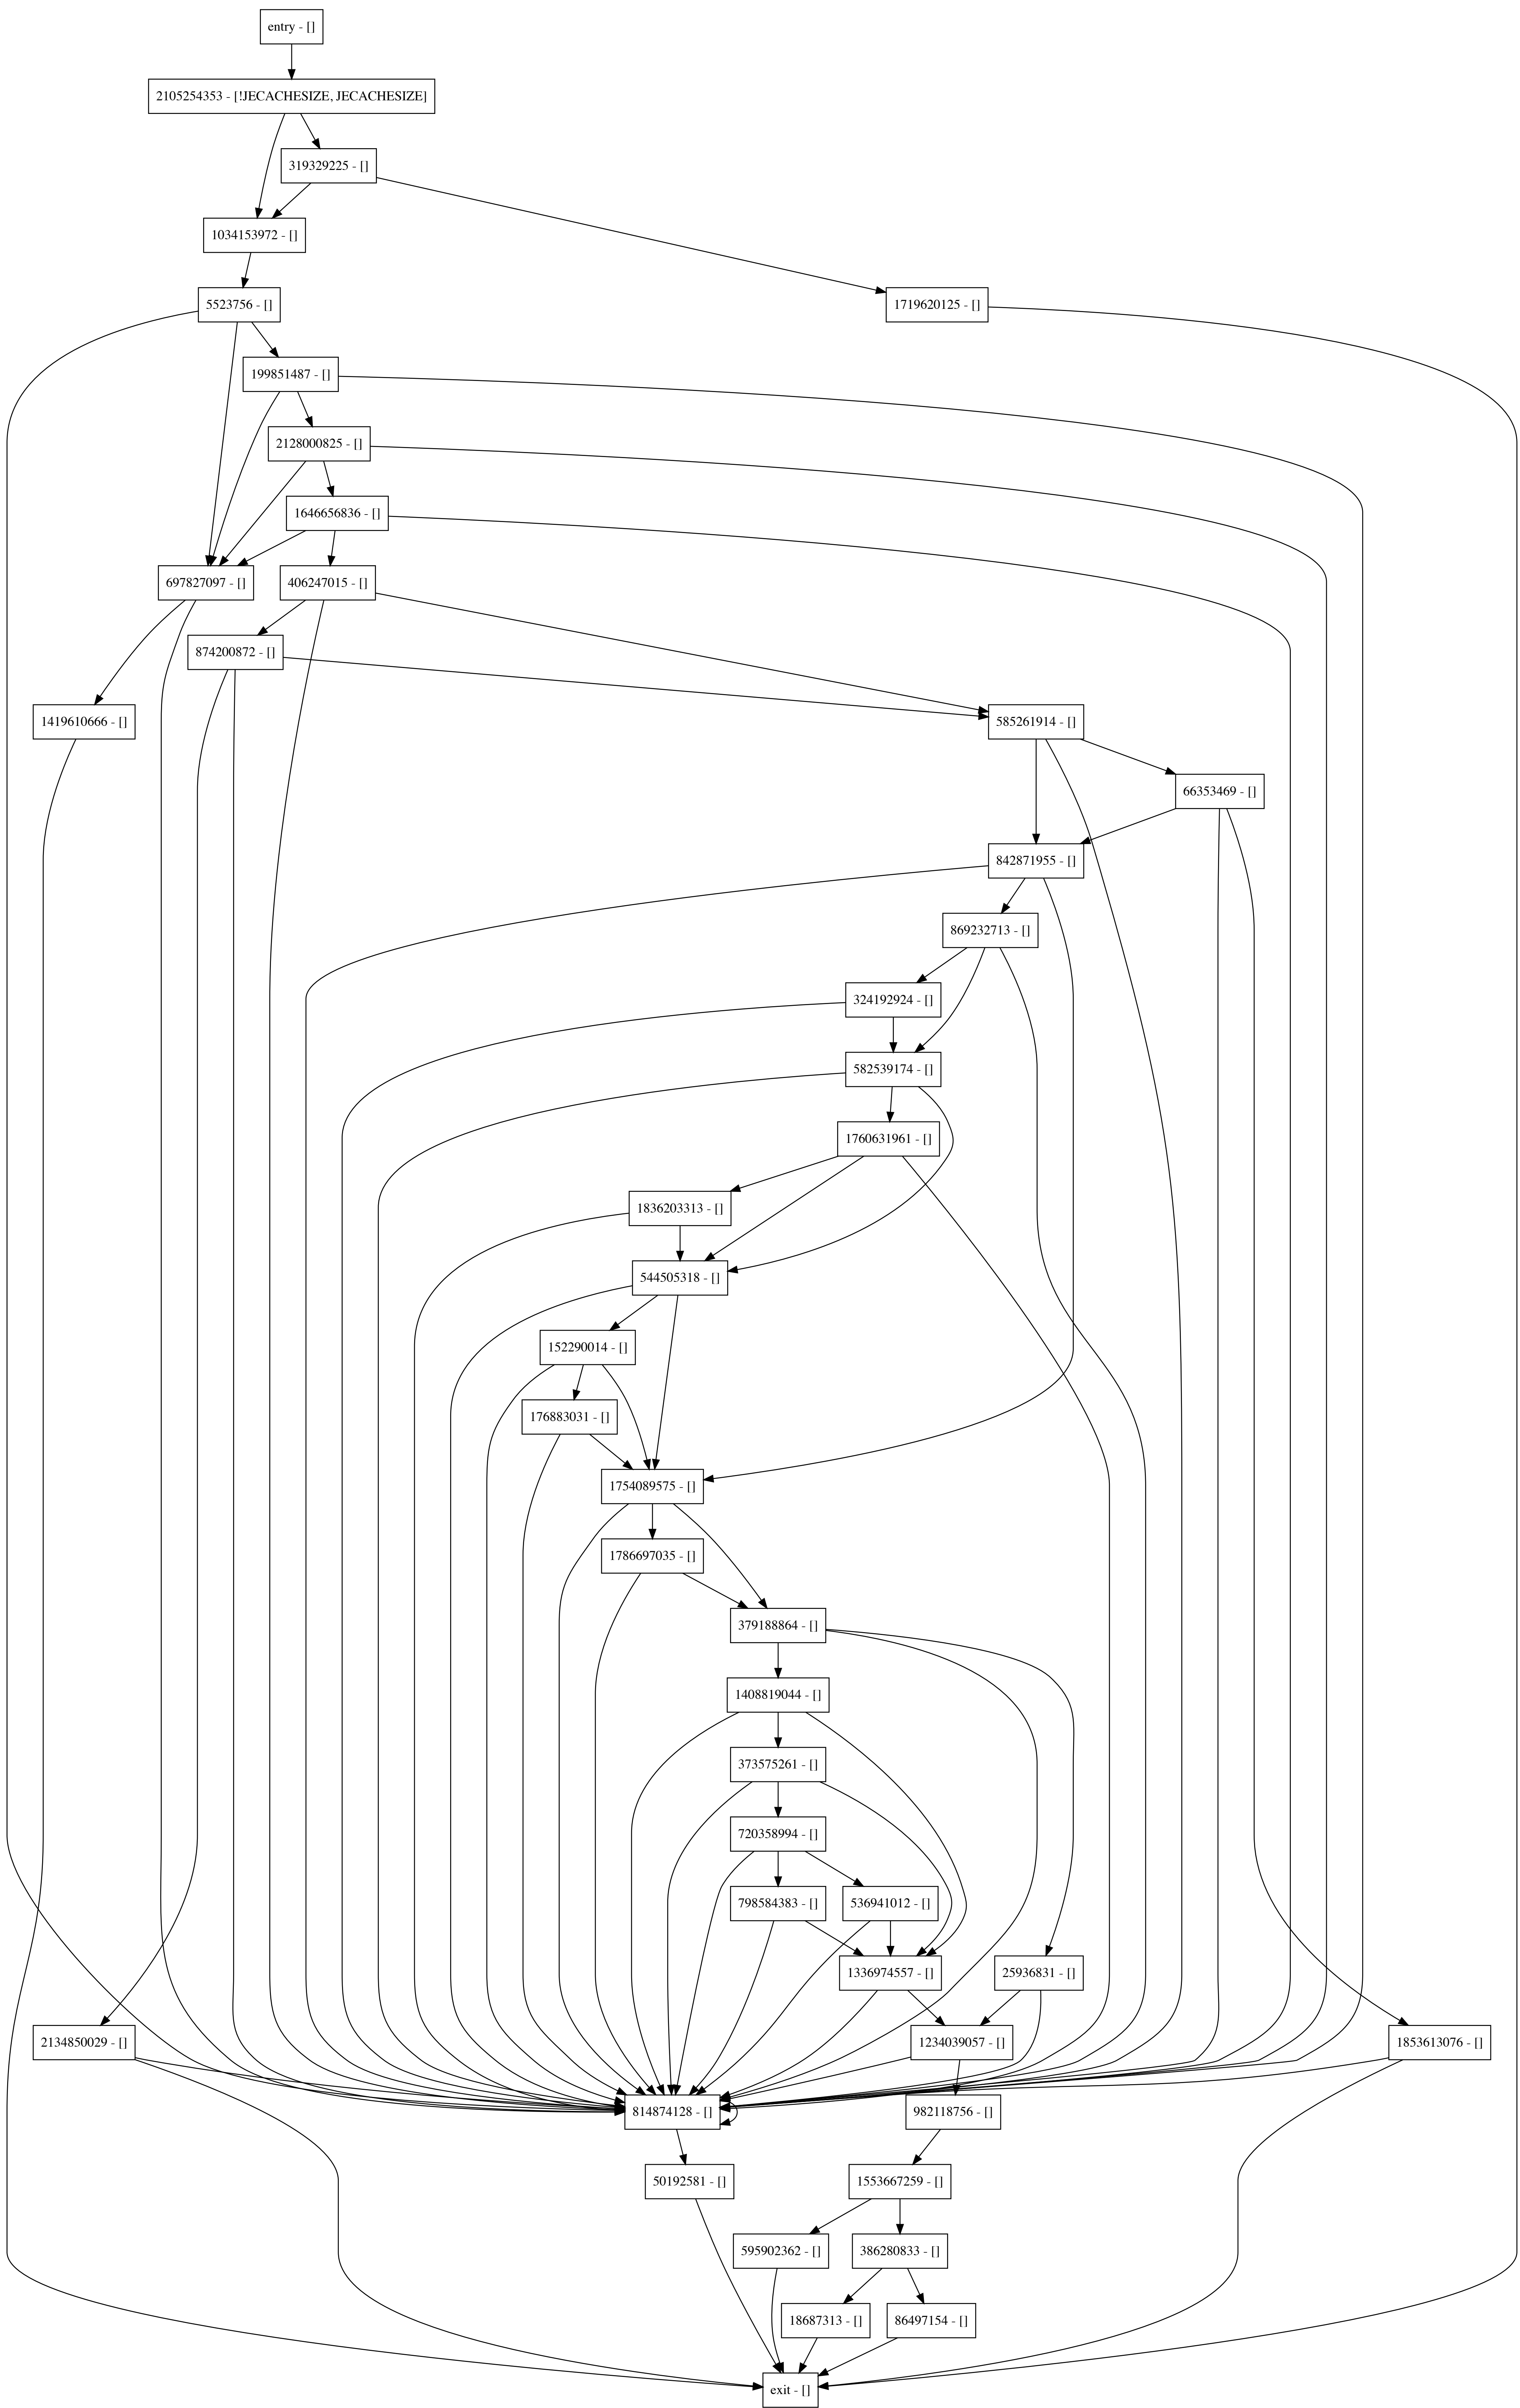 entry - []
2105254353 - [!JECACHESIZE, JECACHESIZE]
319329225 - []
1034153972 - []
1719620125 - []
5523756 - []
199851487 - []
2128000825 - []
1646656836 - []
697827097 - []
406247015 - []
874200872 - []
1419610666 - []
585261914 - []
66353469 - []
842871955 - []
869232713 - []
324192924 - []
582539174 - []
1760631961 - []
1836203313 - []
544505318 - []
152290014 - []
176883031 - []
1754089575 - []
1786697035 - []
379188864 - []
1408819044 - []
373575261 - []
720358994 - []
798584383 - []
536941012 - []
1336974557 - []
25936831 - []
2134850029 - []
1234039057 - []
1853613076 - []
814874128 - []
982118756 - []
50192581 - []
1553667259 - []
595902362 - []
386280833 - []
18687313 - []
86497154 - []
exit - []